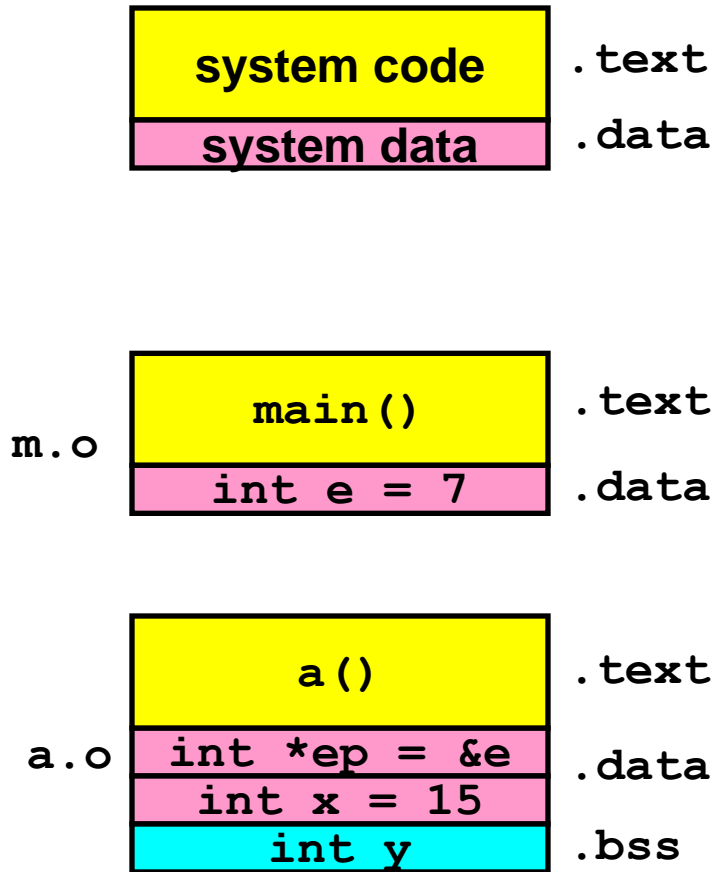 system code .text
system data .data
main() .text
m.o
int e = 7 .data
a() .text
a.o int *ep = &e .data
int x = 15
int y .bss